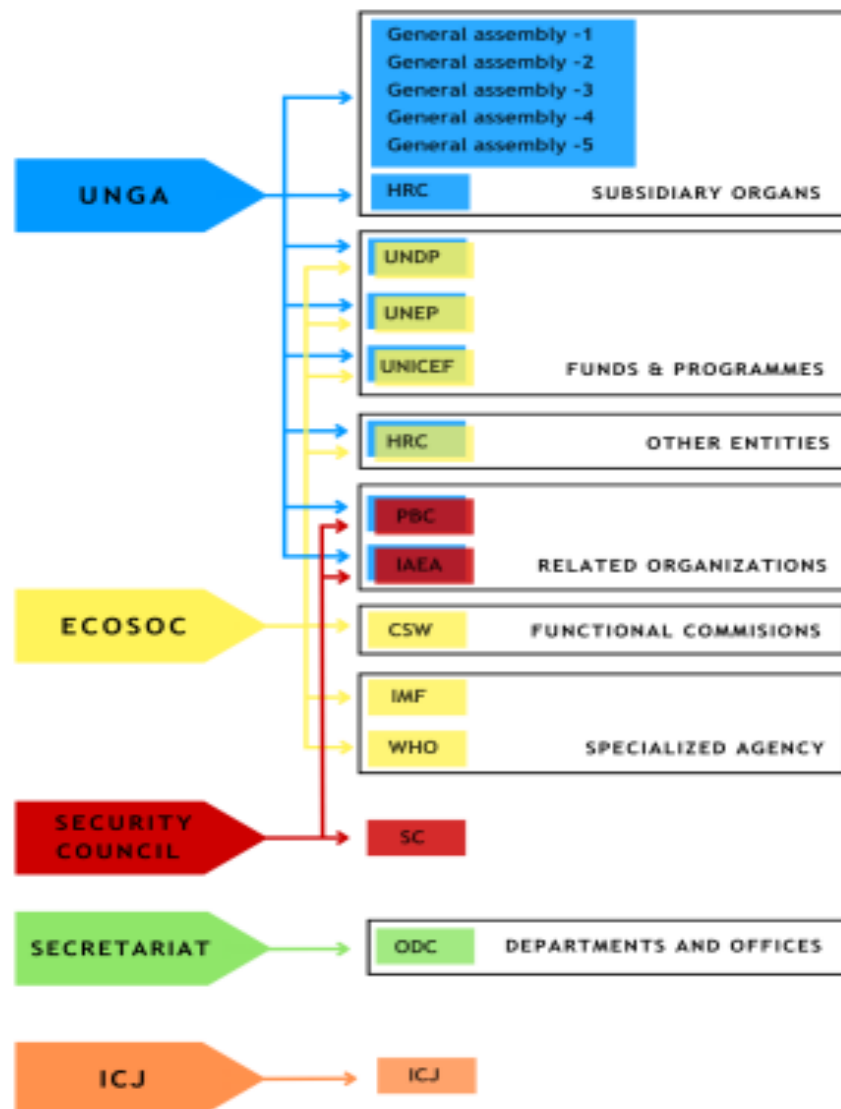 General assembly -1
General assembly -2
General assembly -3
General assembly -4
General assembly -5
UNGA
HRC
SUBSIDIARY ORGANS
UNDP
UNEP
UNICEF
FUNDS & PROGRAMMES
HRC
OTHER ENTITIES
PBC
IAEA
RELATED ORGANIZATIONS
ECOSOC
CSW
FUNCTIONAL COMMISIONS
IMF
WHO
SPECIALIZED AGENCY
SECURITY
COUNCIL
SC
SECRETARIAT
ODC
DEPARTMENTS AND OFFICES
ICJ
ICJ